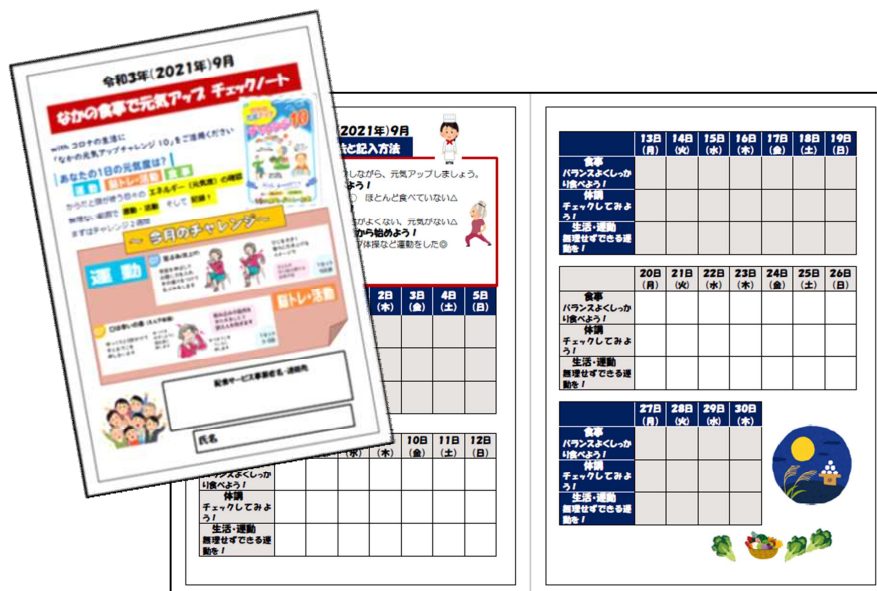 令和3年(2021年)9月
なかの食事で元気アップ チェックノート
with コロナの生活に
「なかの元気アップチャレンジ 10」をご活用ください
あなたの1日の元気度は?
運動 脳トレ・活動 食事
からだと頭が使う日々の エネルギー(元気度)の確認
無理ない範囲で 運動・活動 そして 記録!
まずはチャレンジ2週間
チャレンジ10
~ 今月のチャレンジ~
運動
脳トレ・活動
配食サービス事業者名・連絡先
氏名
(2021年)9月
と記入方法
しながら、元気アップしましょう。
よう!
ほとんど食べていない△
がよくない、元気がない△
から始めよう!
体操など運動をした◎
2日 3日 4日 5日
(木) (金) (土) (日)
10日 11日 12日
(水) (木) (金) (土) (日)
バランスよくしっか
り食べよう!
体調
チェックしてみよ
う!
生活・運動
無理せずできる運
動を!
13日 14日 15日 16日 17日 18日 19日
(月) (火) (水) (木) (金) (土) (日)
食事
バランスよくしっか
り食べよう!
体調
チェックしてみよ
う!
生活・運動
無理せずできる運
動を!
20日 21日 22日 23日 24日 25日 26日
(月) (火) (水) (木) (金) (土) (日)
食事
バランスよくしっか
り食べよう!
体調
チェックしてみよ
う!
生活・運動
無理せずできる運
動を!
27日 28日 29日 30日
(月) (火) (水) (木)
食事
バランスよくしっか
り食べよう!
体調
チェックしてみよ
う!
生活・運動
無理せずできる運
動を!